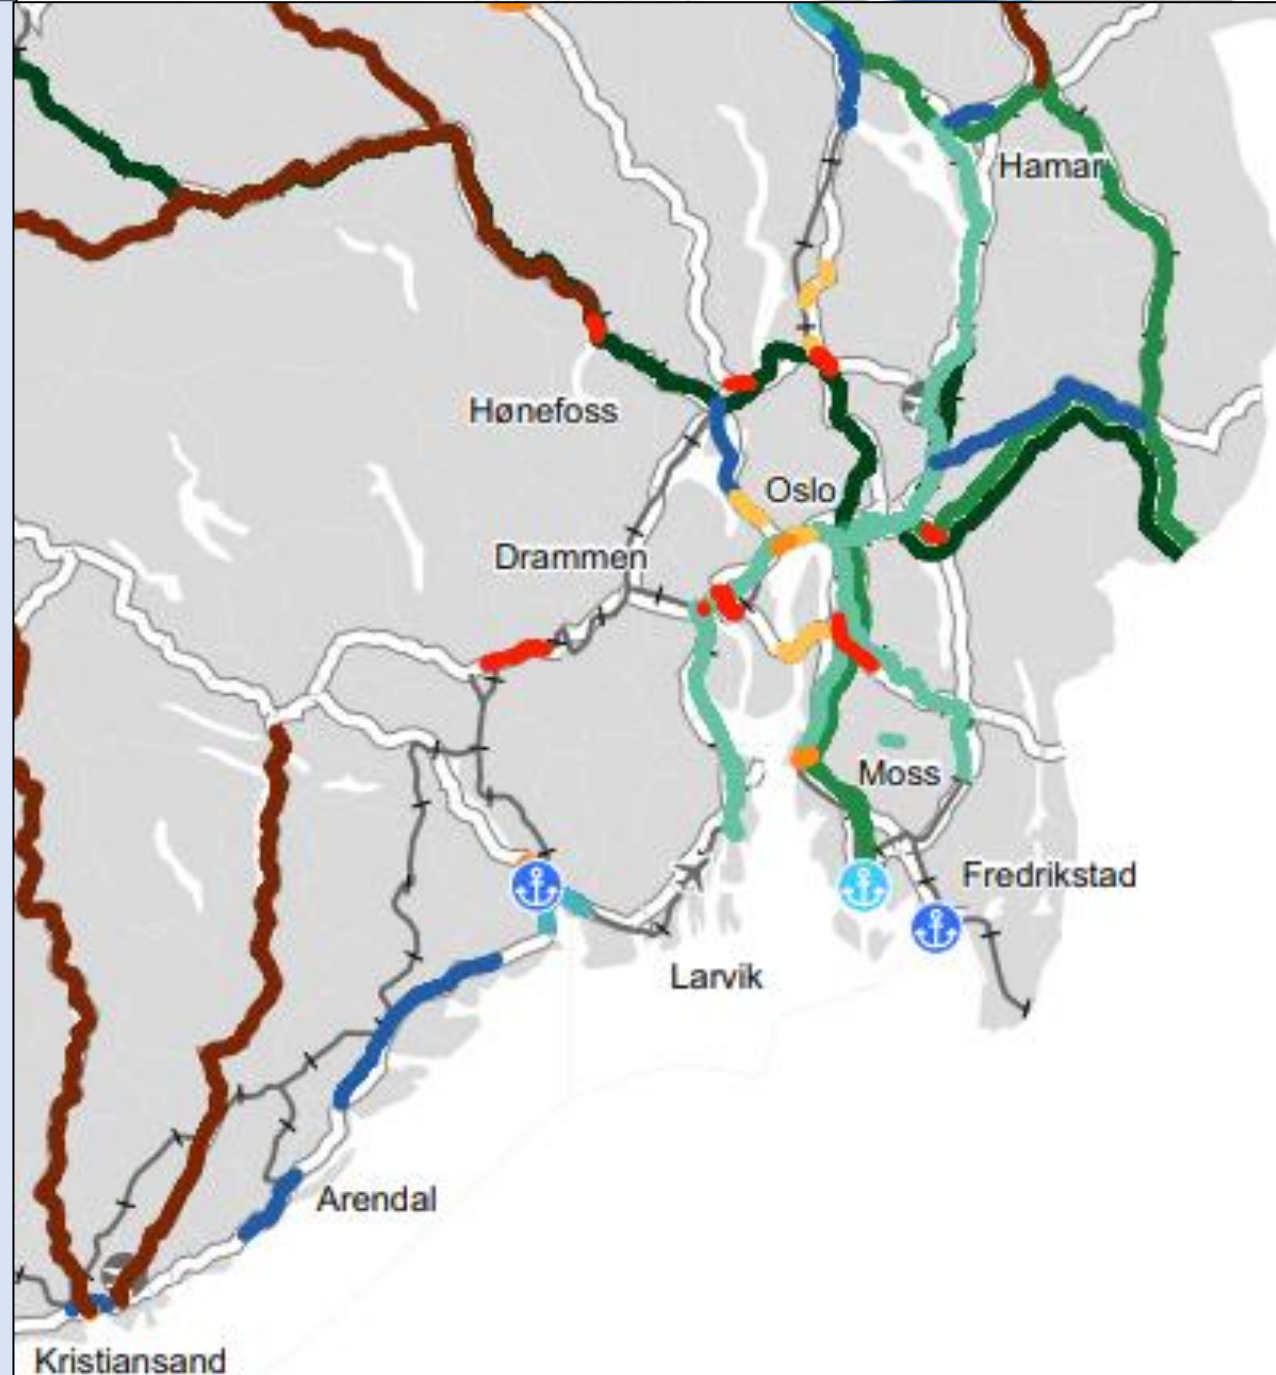 Hamar
Hønefoss
Oslo
Drammen
Moss
Fredrikstad
Larvik
Arendal
Kristiansand